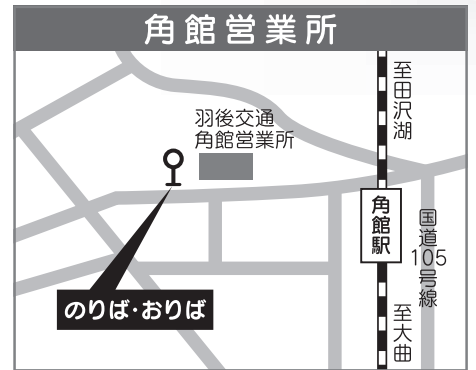 角館営業所
至田沢湖
羽後交通
角館営業所
角館駅
国道105号線
のりば・おりば
至大曲